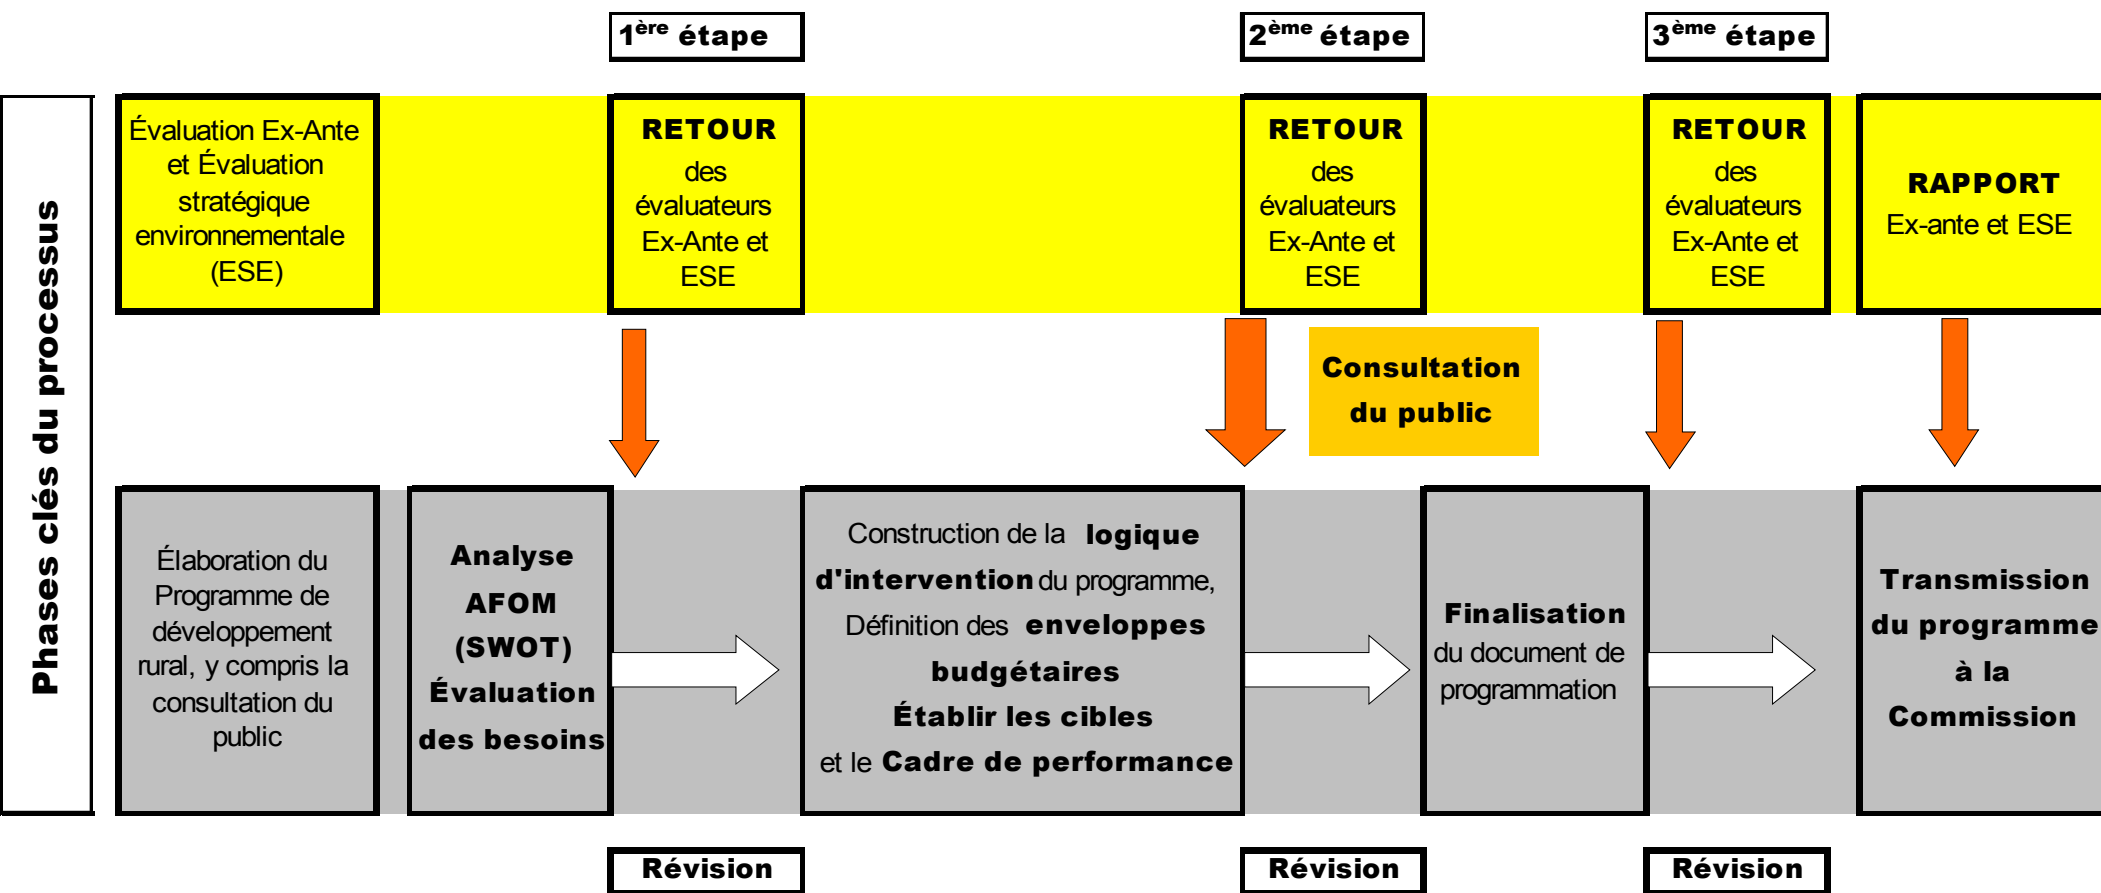 1ère étape
2ème étape
3ème étape
Phases clés du processus
Évaluation Ex-Ante
et Évaluation
stratégique
environnementale
(ESE)
RETOUR
des
évaluateurs
Ex-Ante et
ESE
RETOUR
des
évaluateurs
Ex-Ante et
ESE
RETOUR
des
évaluateurs
Ex-Ante et
ESE
RAPPORT
Ex-ante et ESE
Consultation
du public
Élaboration du
Programme de
développement
rural, y compris la
consultation du
public
Analyse
AFOM
(SWOT)
Évaluation
des besoins
Construction de la logique
d'intervention du programme,
Définition des enveloppes
budgétaires
Établir les cibles
et le Cadre de performance
Finalisation
du document de
programmation
Transmission
du programme
à la
Commission
Révision
Révision
Révision